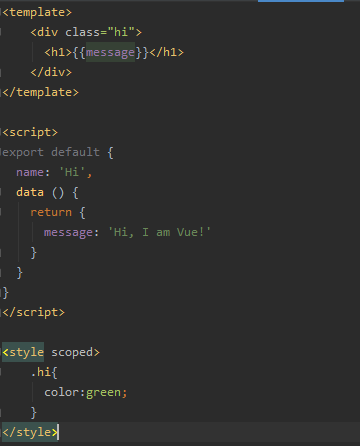 <template>
    <div class="hi">
      <h1>{{message}}</h1>
    </div>
</template>

<script>
export default {
  name: 'Hi',
  data () {
    return {
      message: 'Hi, I am Vue!'
    }
  }
}
</script>

<style scoped>
    .hi{
      color:green;
    }
</style>